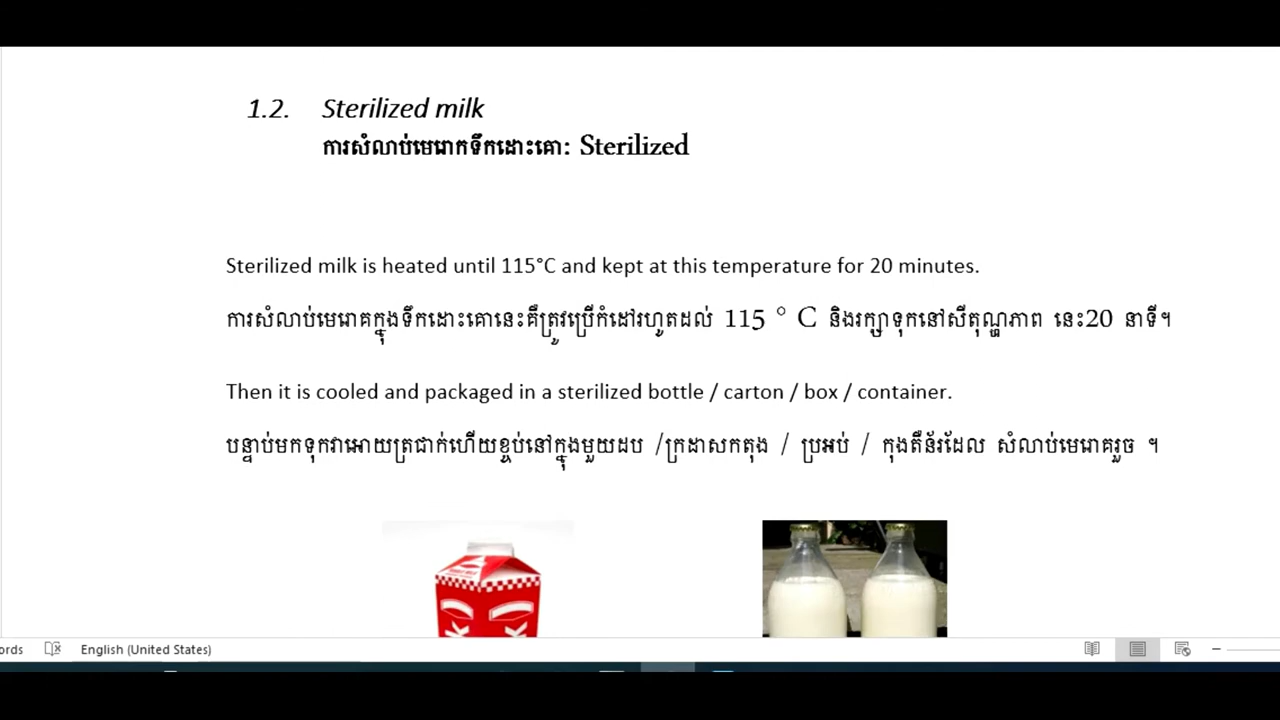 1.2. Sterilized milk
ការសំលាប់មេរោគទឹកដោះគោ: Sterilized
Sterilized milk is heated until 115°C and kept at this temperature for 20 minutes.
ការសំលាប់មេរោគក្នុងទឹកដោះគោនេះគឺត្រូវប្រើកំដៅរហូតដល់ 115 ° C និងរក្សាទុកនៅសីតុណ្ហភាព នេះ20 នាទី។
Then it is cooled and packaged in a sterilized bottle / carton / box / container.
បន្ទាប់មកទុកវាអោយត្រជាក់ហើយខ្ចប់នៅក្នុងមួយដប /ក្រដាសកតុង / ប្រអប់ / កុងតឺន័រដែល សំលាប់មេរោគរួច ។
ords English (United States)